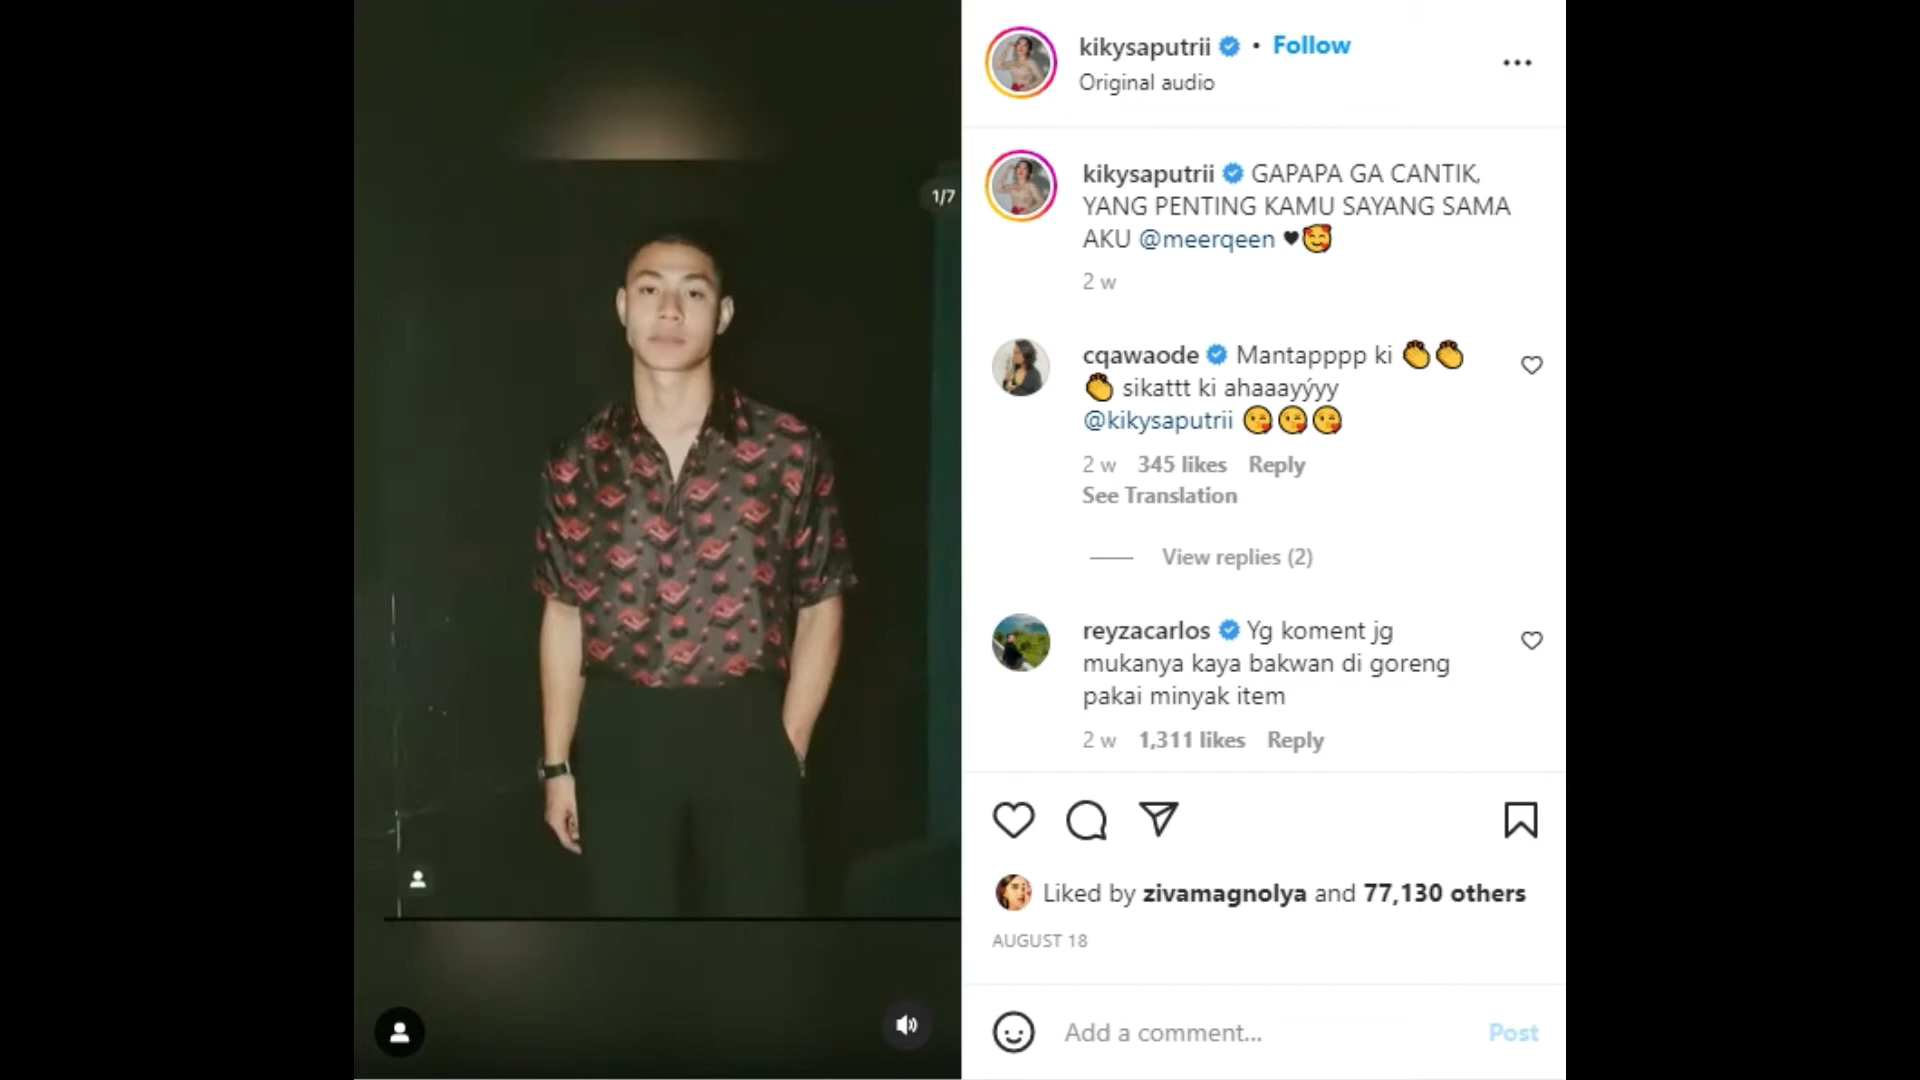 1/7
kikysaputrii • Follow
Original audio
kikysaputrii GAPAPA GA CANTIK,
YANG PENTING KAMU SAYANG SAMA
AKU @meerqeen 🖤🥰
2 w
cqawaode Mantapppp ki 👏👏
👏 sikattt ki ahaaayýyy
@kikysaputrii 😘😘😘
2 w 345 likes Reply
See Translation
View replies (2)
reyzacarlos Yg koment jg
mukanya kaya bakwan di goreng
pakai minyak item
2 w 1,311 likes Reply
Liked by zivamagnolya and 77,130 others
AUGUST 18
Add a comment... Post